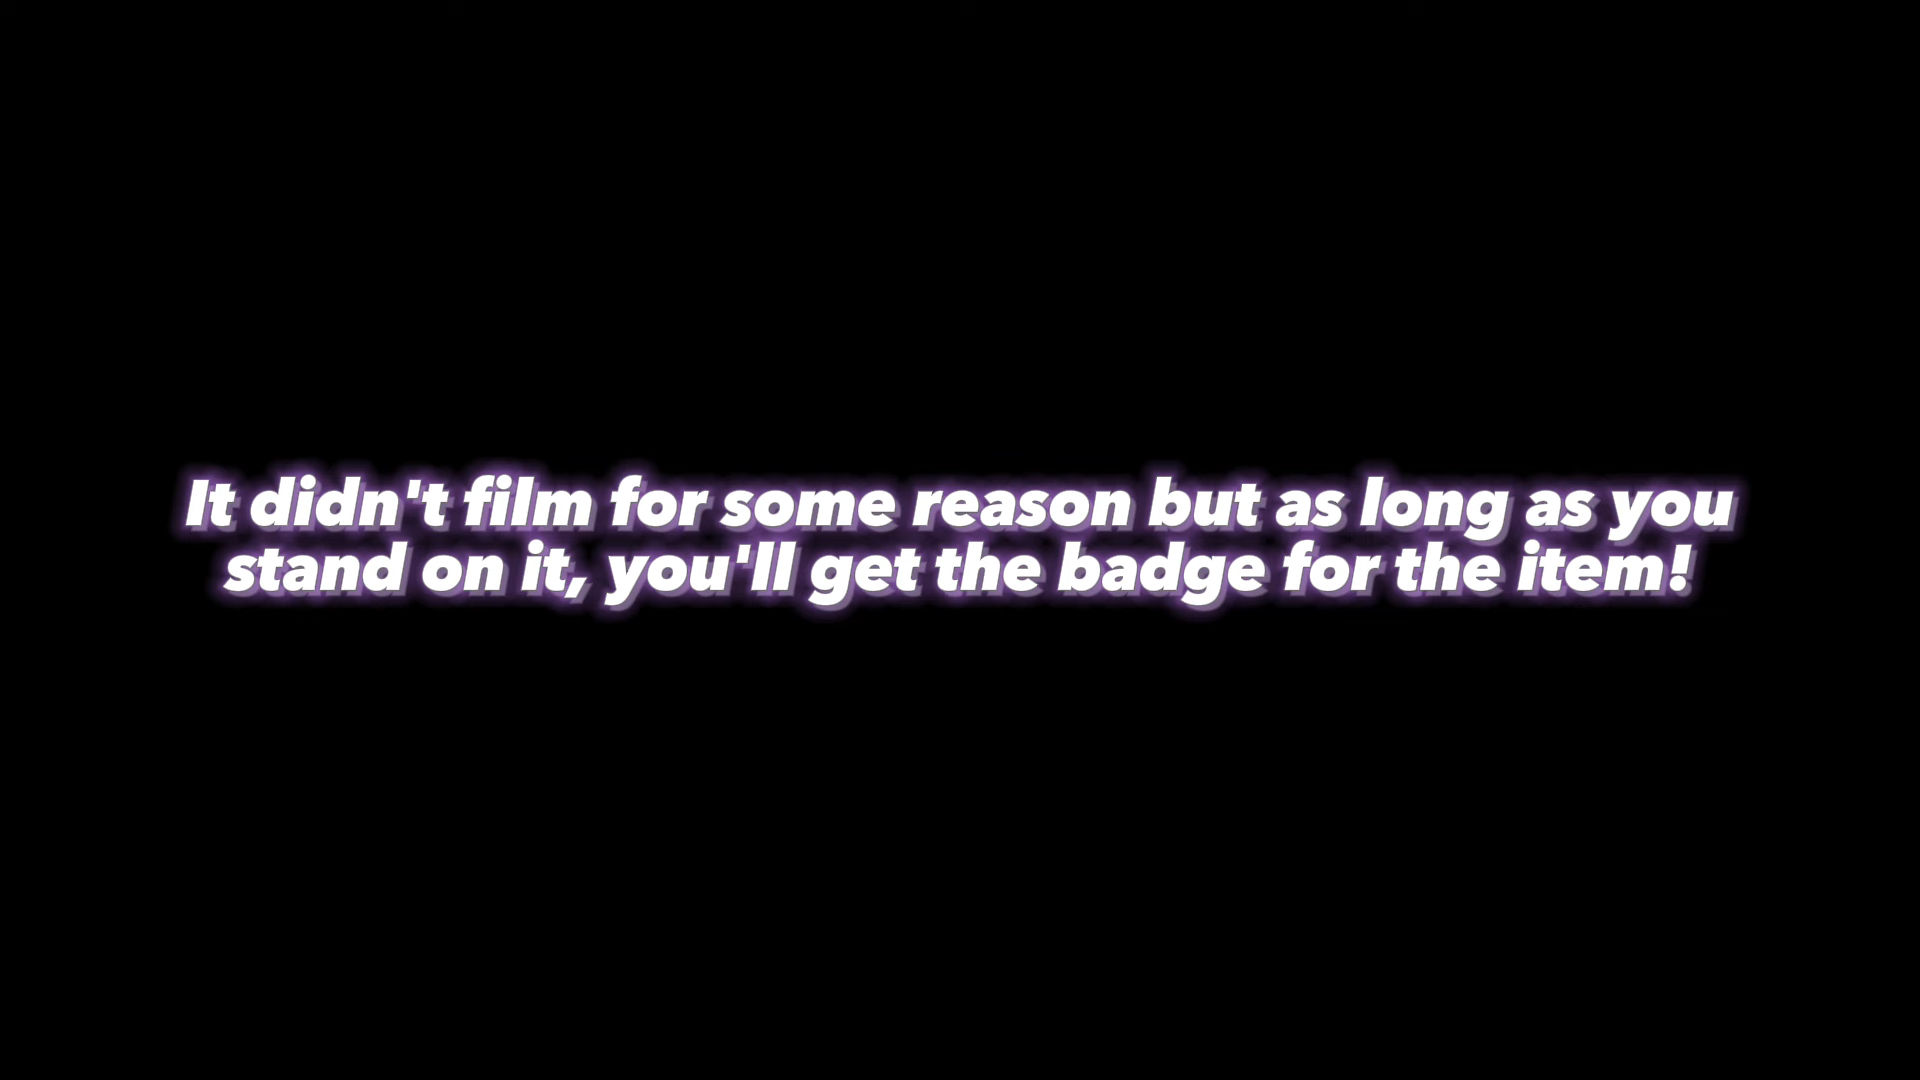 It didn't film for some reason but as long as you
stand on it, you'll get the badge for the item!